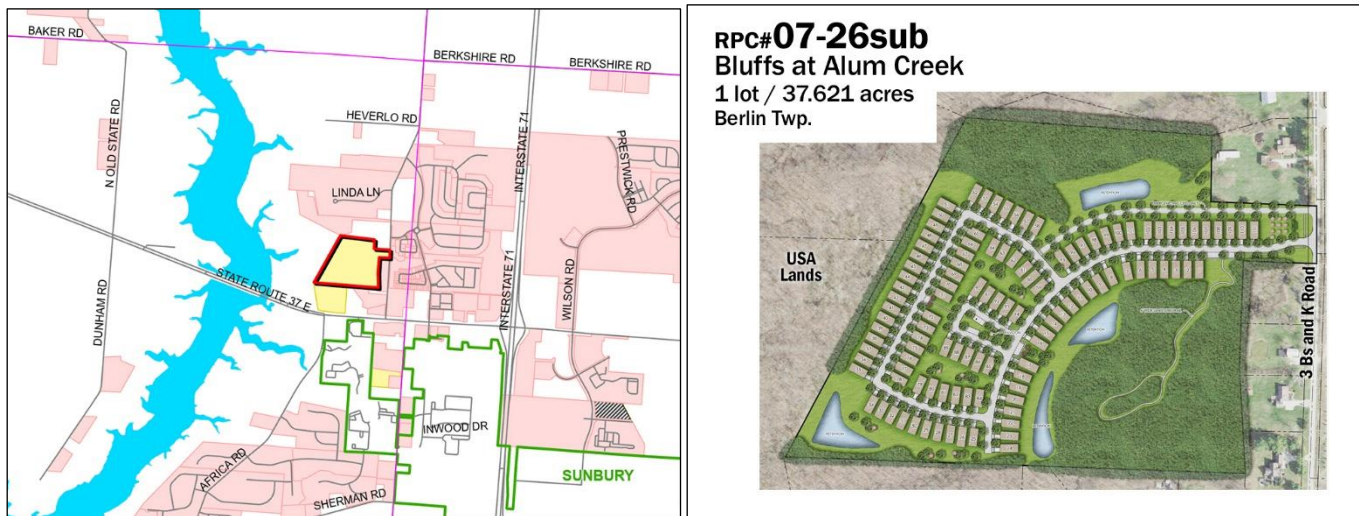 BAKER RD
BERKSHIRE RD
BERKSHIRE RD
N OLD STATE RD
HEVERLO RD
INTERSTATE 71
PRESTWICK RD
LINDA LN
STATE ROUTE 37 E
DUNHAM RD
INTERSTATE 71
WILSON RD
INWOOD DR
AFRICA RD
SUNBURY
SHERMAN RD
RPC#07-26sub
Bluffs at Alum Creek
1 lot / 37.621 acres
Berlin Twp.
USA
Lands
3 Bs and K Road